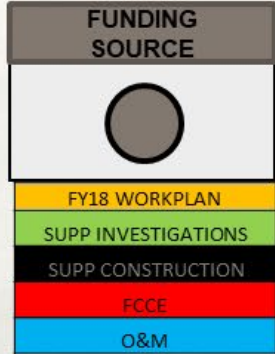 FUNDING
SOURCE
FY18 WORKPLAN
SUPP INVESTIGATIONS
SUPP CONSTRUCTION
FCCE
O&M